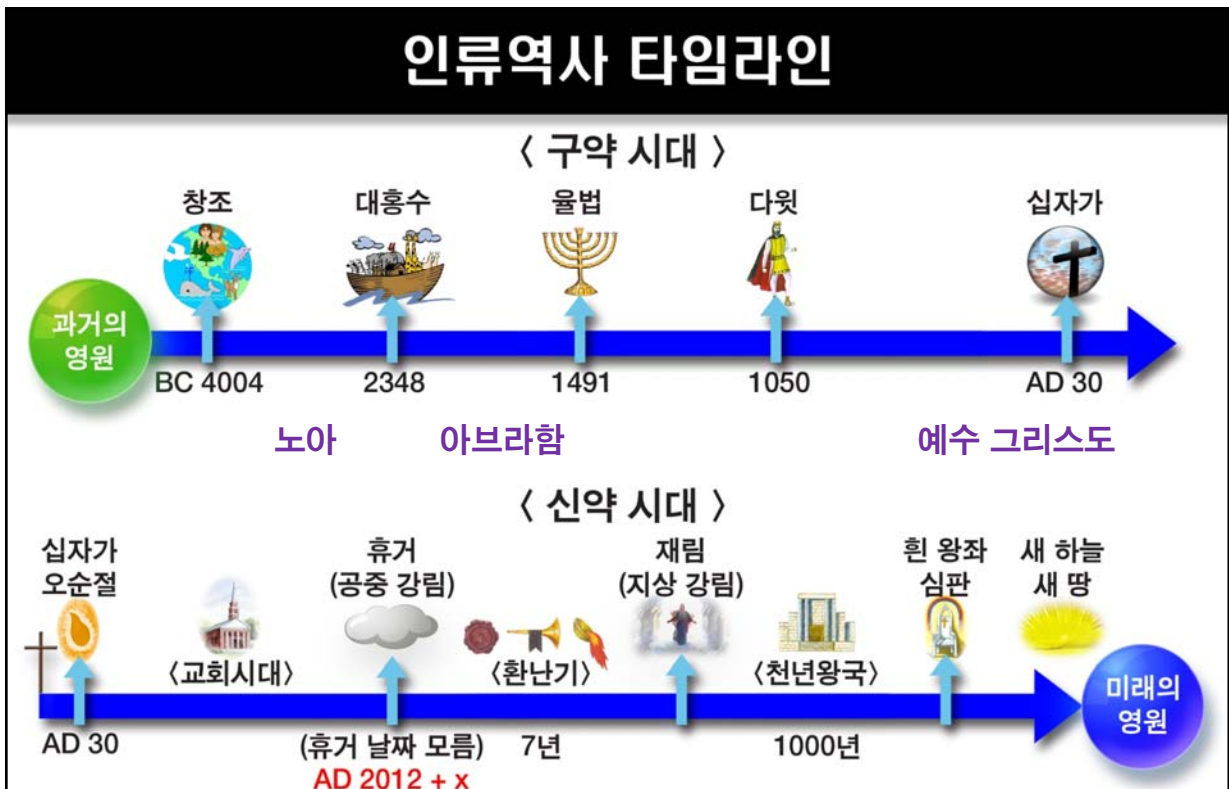 인류역사 타임라인
〈 구약 시대 〉
창조
대홍수
율법
다윗
십자가
과거의
영원
BC 4004
2348
1491
1050
AD 30
노아
아브라함
예수 그리스도
〈 신약 시대 〉
십자가
오순절
휴거
(공중 강림)
재림
(지상 강림)
흰 왕좌
심판
새 하늘
새 땅
〈교회시대〉
〈환난기〉
〈천년왕국〉
미래의
영원
AD 30
(휴거 날짜 모름)
AD 2012 + x
7년
1000년